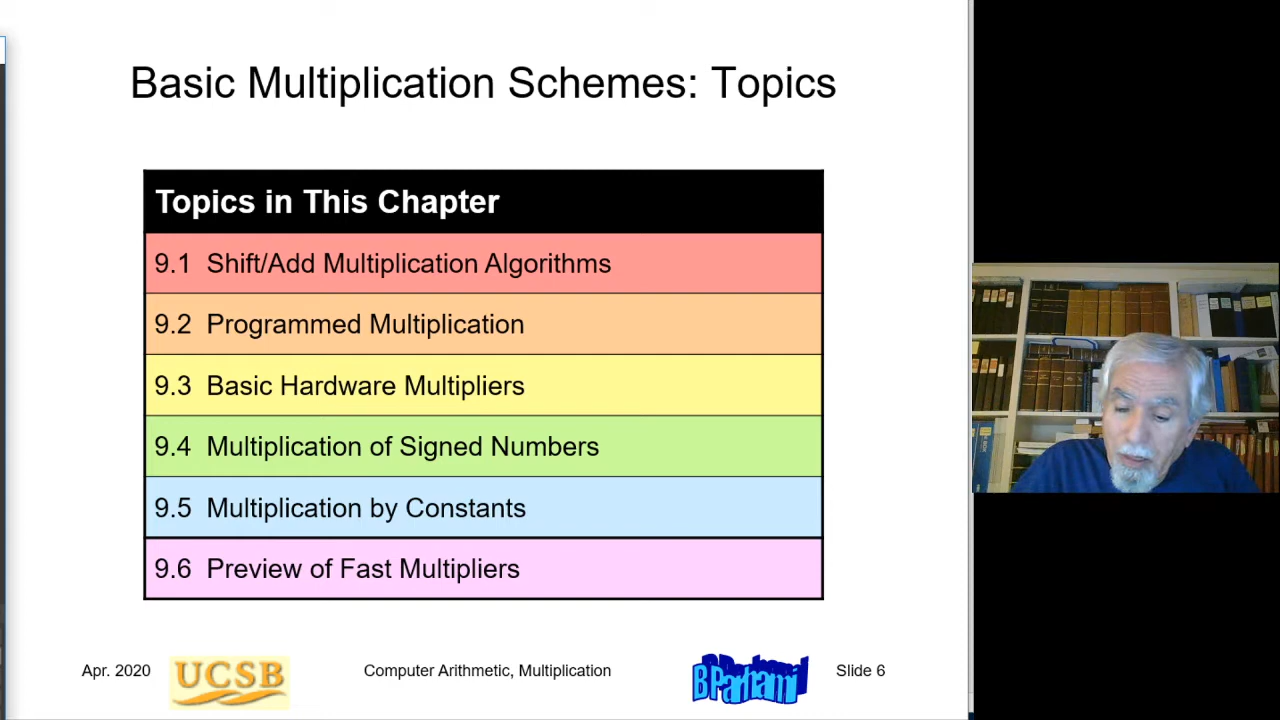 Basic Multiplication Schemes: Topics
Topics in This Chapter
9.1 Shift/Add Multiplication Algorithms
9.2 Programmed Multiplication
9.3 Basic Hardware Multipliers
9.4 Multiplication of Signed Numbers
9.5 Multiplication by Constants
9.6 Preview of Fast Multipliers
Apr. 2020
UCSB
Computer Arithmetic, Multiplication
B Parhami
Slide 6